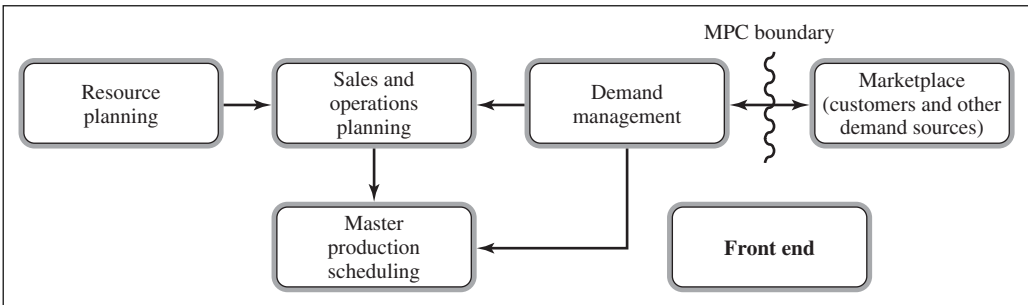 MPC boundary
Resource
planning
Sales and
operations
planning
Demand
management
Marketplace
(customers and other
demand sources)
Master
production
scheduling
Front end